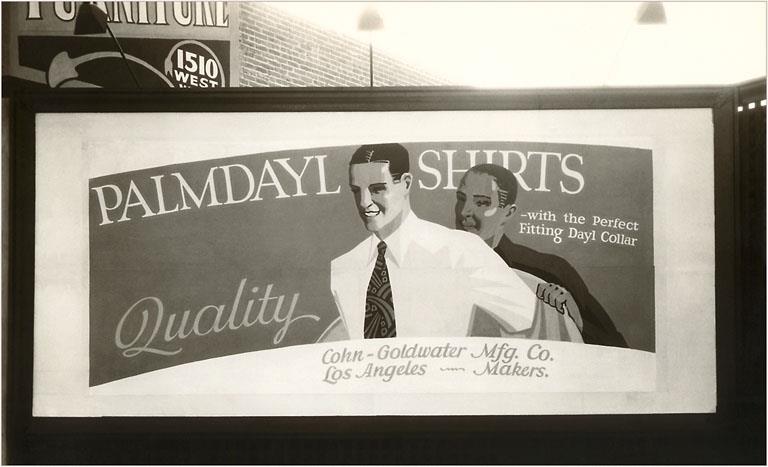 FURNITURE
1510
WEST
PALMDAYL SHIRTS
-with the Perfect
Fitting Dayl Collar
Quality
Cohn-Goldwater Mfg. Co.
Los Angeles — Makers.